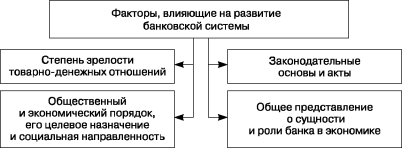 Факторы, влияющие на развитие
банковской системы
Степень зрелости
товарно-денежных отношений
Законодательные
основы и акты
Общественный
и экономический порядок,
его целевое назначение
и социальная направленность
Общее представление
о сущности
и роли банка в экономике